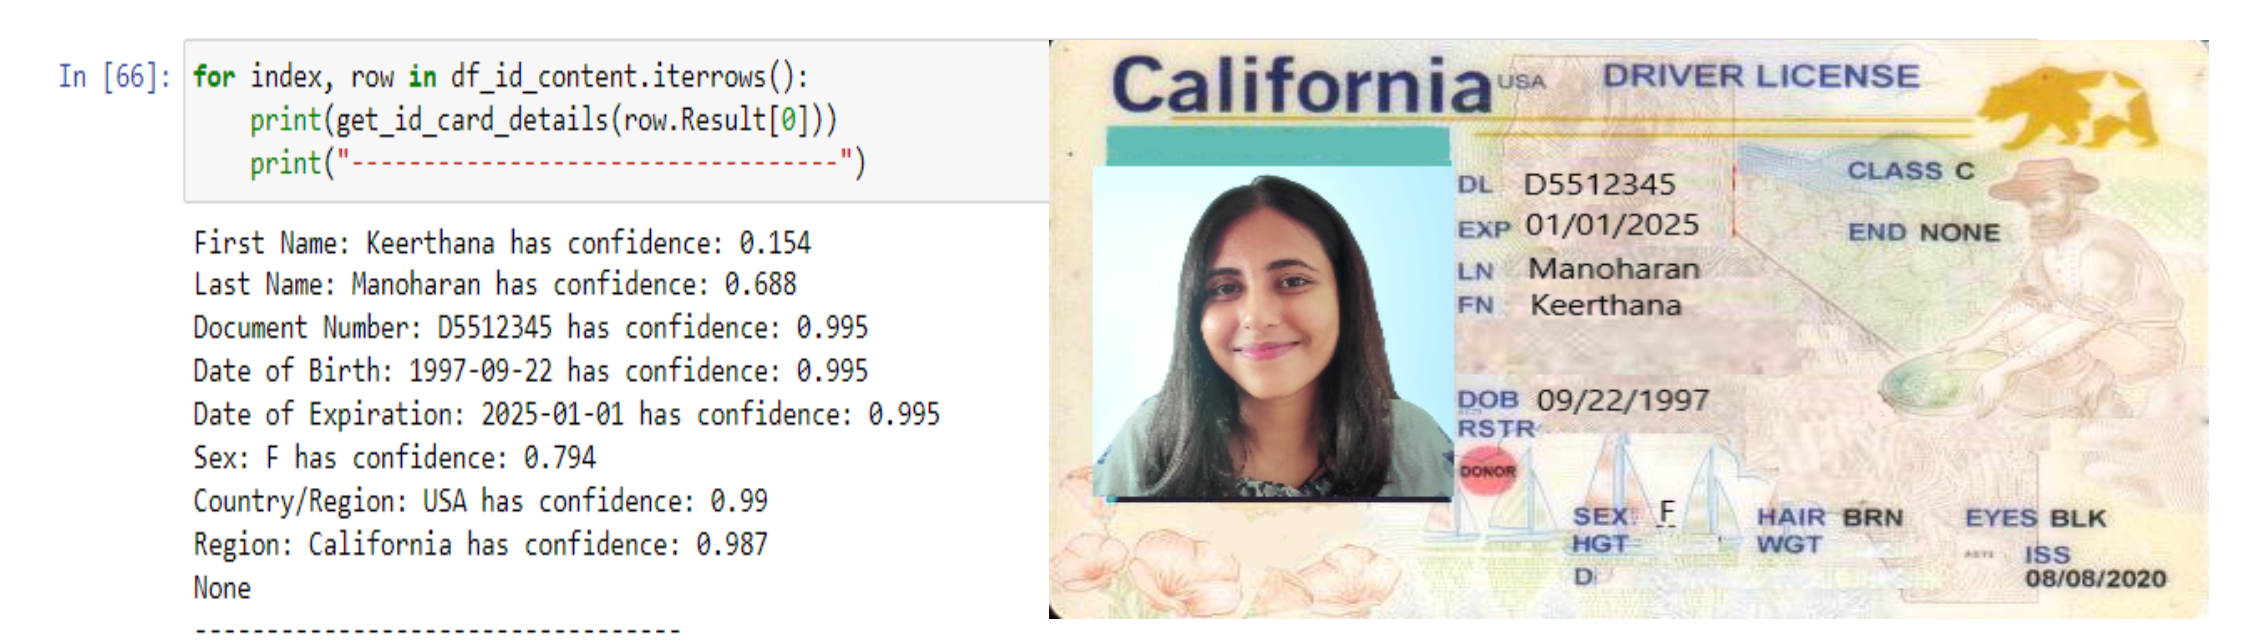 In [66]: for index, row in df_id_content.iterrows():
print(get_id_card_details(row.Result[0]))
print("----------------------------------")
First Name: Keerthana has confidence: 0.154
Last Name: Manoharan has confidence: 0.688
Document Number: D5512345 has confidence: 0.995
Date of Birth: 1997-09-22 has confidence: 0.995
Date of Expiration: 2025-01-01 has confidence: 0.995
Sex: F has confidence: 0.794
Country/Region: USA has confidence: 0.99
Region: California has confidence: 0.987
None
----------------------------------
California USA DRIVER LICENSE
DL D5512345 CLASS C
EXP 01/01/2025 END NONE
LN Manoharan
FN Keerthana
DOB 09/22/1997
RSTR
DONOR
SEX F HAIR BRN EYES BLK
HGT WGT ISS
D 08/08/2020